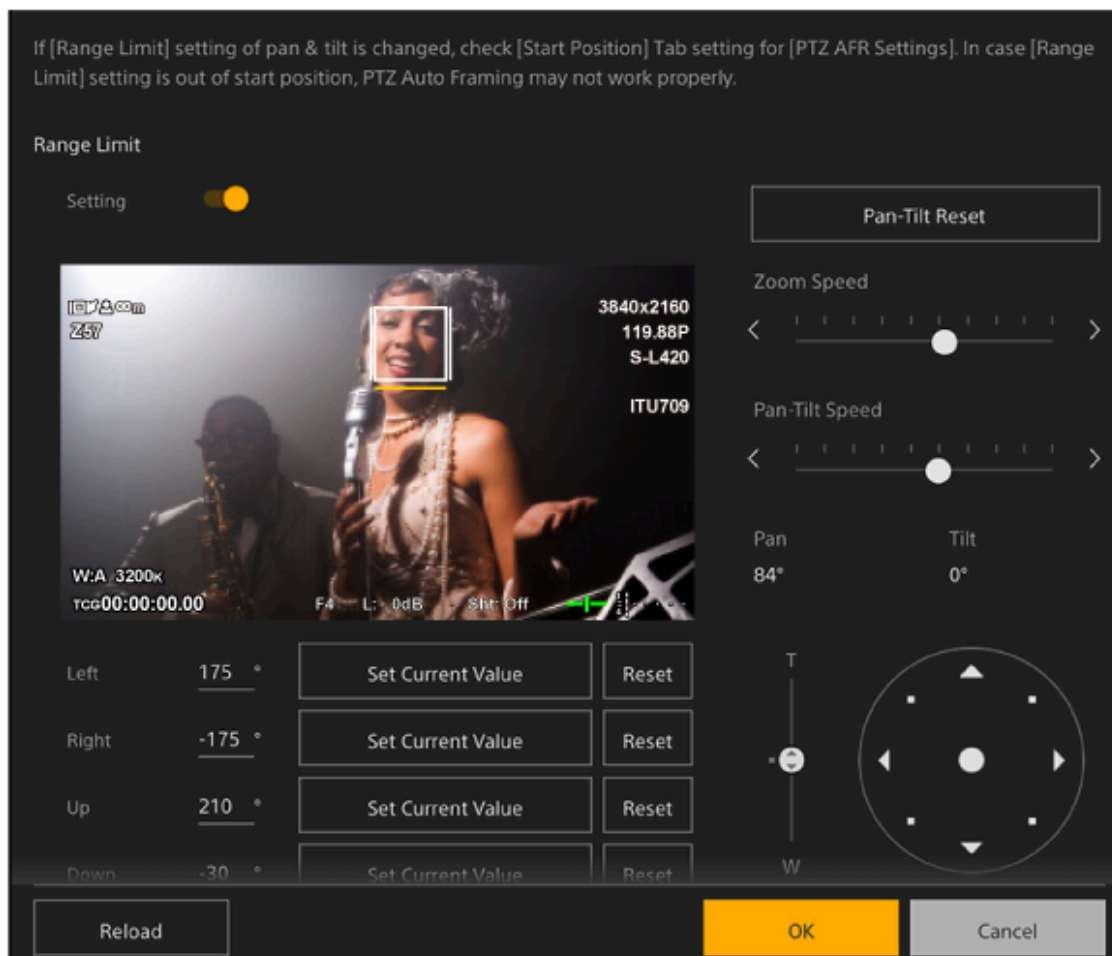 If [Range Limit] setting of pan & tilt is changed, check [Start Position] Tab setting for [PTZ AFR Settings]. In case [Range
Limit] setting is out of start position, PTZ Auto Framing may not work properly.
Range Limit
Setting
Pan-Tilt Reset
Zoom Speed
Z57
3840x2160
119.88P
S-L420
ITU709
Pan-Tilt Speed
Pan Tilt
84° 0°
W:A 3200K
TCG00:00:00.00 F4 L: 0dB Sht: Off
Left 175 ° Set Current Value Reset
Right -175 ° Set Current Value Reset
Up 210 ° Set Current Value Reset
Down -30 ° Set Current Value Reset
T
W
Reload OK Cancel